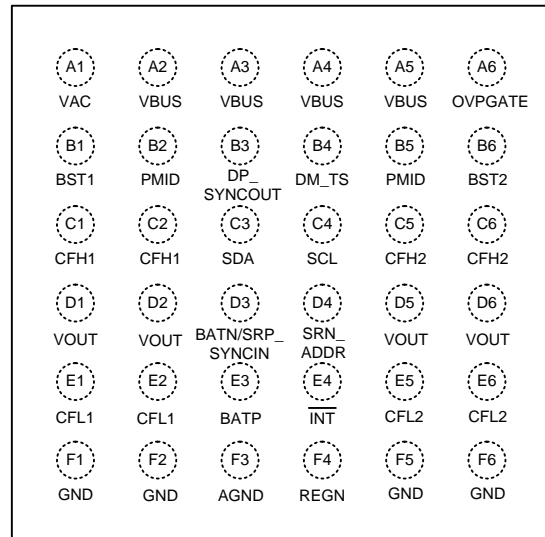 A1 A2 A3 A4 A5 A6
VAC VBUS VBUS VBUS VBUS OVPGATE
B1 B2 B3 B4 B5 B6
BST1 PMID DP_ DM_TS PMID BST2
SYNCOUT
C1 C2 C3 C4 C5 C6
CFH1 CFH1 SDA SCL CFH2 CFH2
D1 D2 D3 D4 D5 D6
VOUT VOUT BATN/SRP_ SRN_ VOUT VOUT
SYNCIN ADDR
E1 E2 E3 E4 E5 E6
CFL1 CFL1 BATP INT CFL2 CFL2
F1 F2 F3 F4 F5 F6
GND GND AGND REGN GND GND